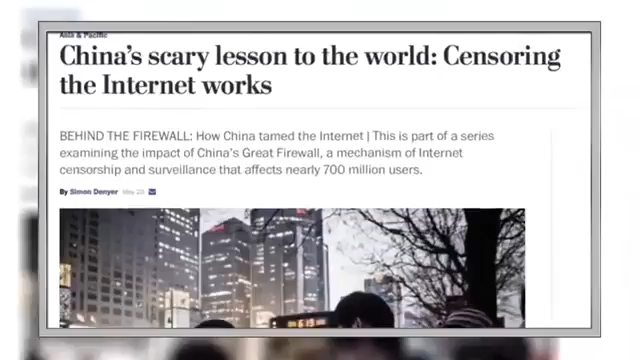 Asia & Pacific
China's scary lesson to the world: Censoring
the Internet works
BEHIND THE FIREWALL: How China tamed the Internet | This is part of a series
examining the impact of China's Great Firewall, a mechanism of Internet
censorship and surveillance that affects nearly 700 million users.
By Simon Denyer May 23